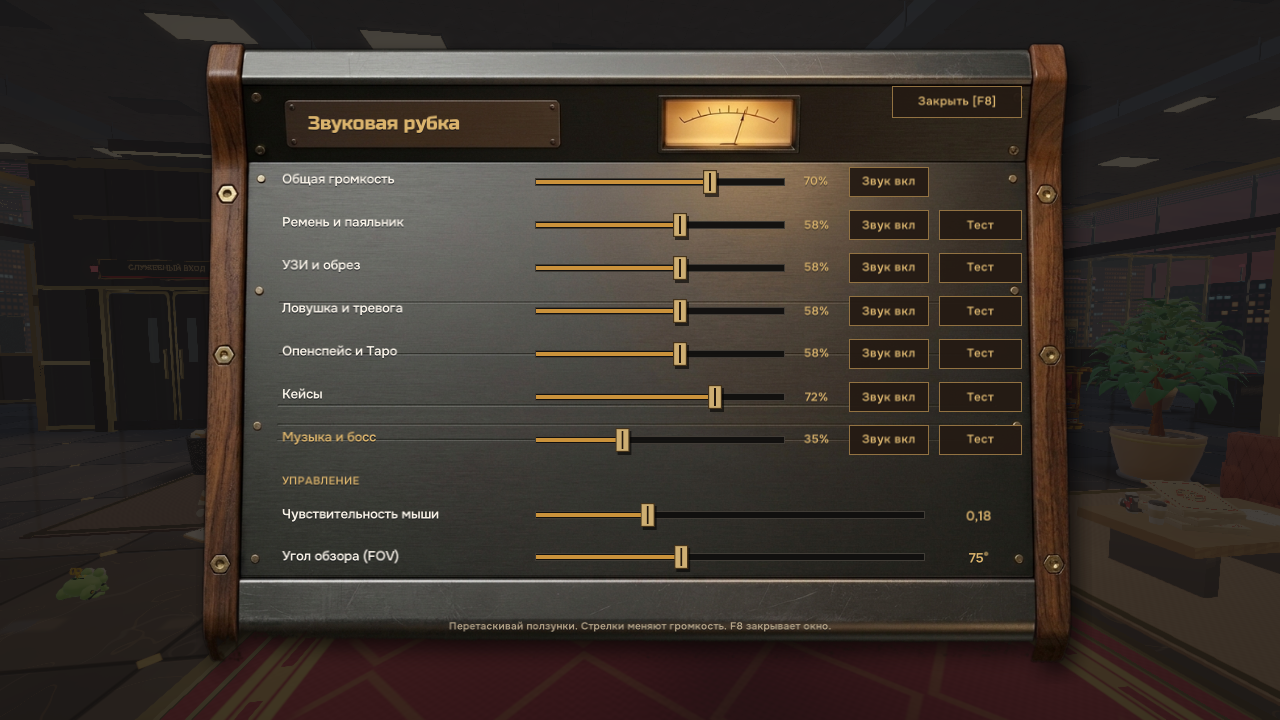 Звуковая рубка
Закрыть [F8]
Общая громкость 70% Звук вкл
Ремень и паяльник 58% Звук вкл Тест
УЗИ и обрез 58% Звук вкл Тест
Ловушка и тревога 58% Звук вкл Тест
Опенспейс и Таро 58% Звук вкл Тест
Кейсы 72% Звук вкл Тест
Музыка и босс 35% Звук вкл Тест
УПРАВЛЕНИЕ
Чувствительность мыши 0,18
Угол обзора (FOV) 75°
Перетаскивай ползунки. Стрелки меняют громкость. F8 закрывает окно.
СЛУЖЕБНЫЙ ВХОД